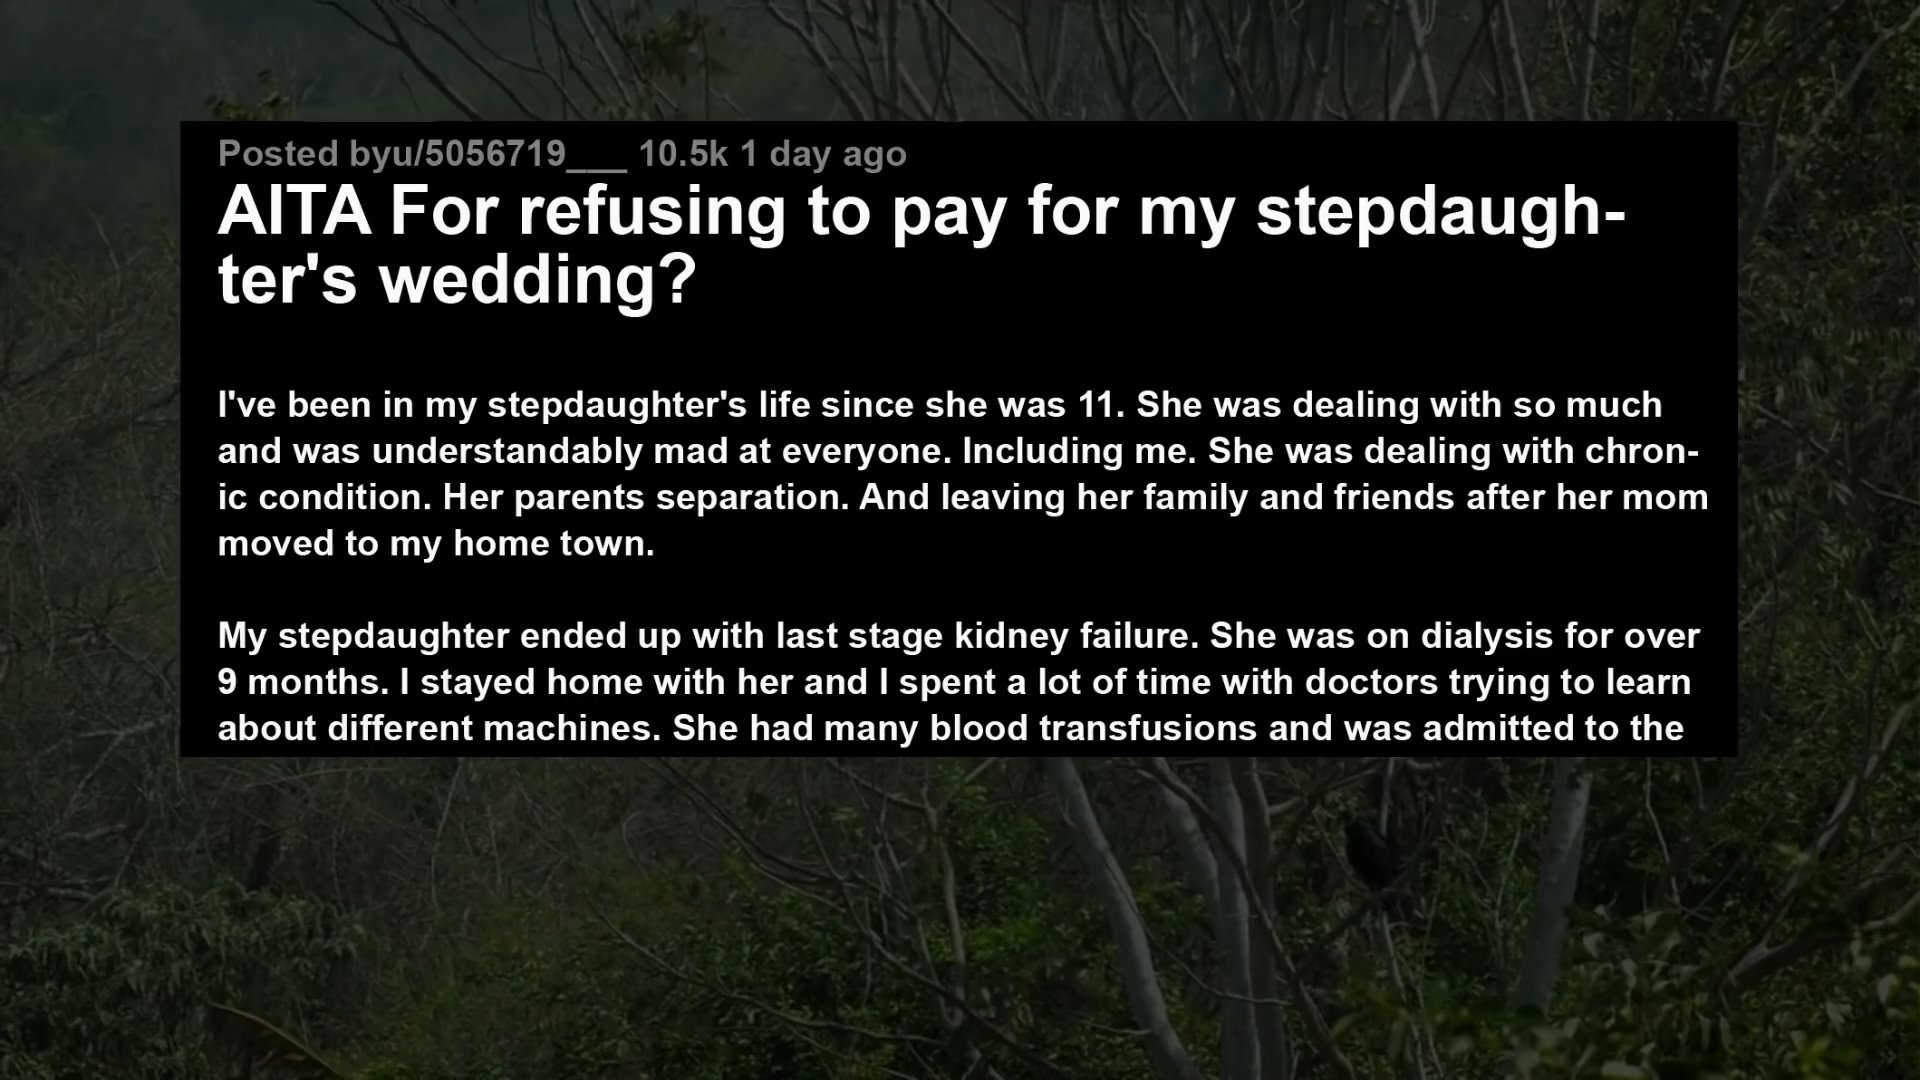 Posted byu/5056719___ 10.5k 1 day ago
AITA For refusing to pay for my stepdaugh-
ter's wedding?
I've been in my stepdaughter's life since she was 11. She was dealing with so much
and was understandably mad at everyone. Including me. She was dealing with chron-
ic condition. Her parents separation. And leaving her family and friends after her mom
moved to my home town.
My stepdaughter ended up with last stage kidney failure. She was on dialysis for over
9 months. I stayed home with her and I spent a lot of time with doctors trying to learn
about different machines. She had many blood transfusions and was admitted to the